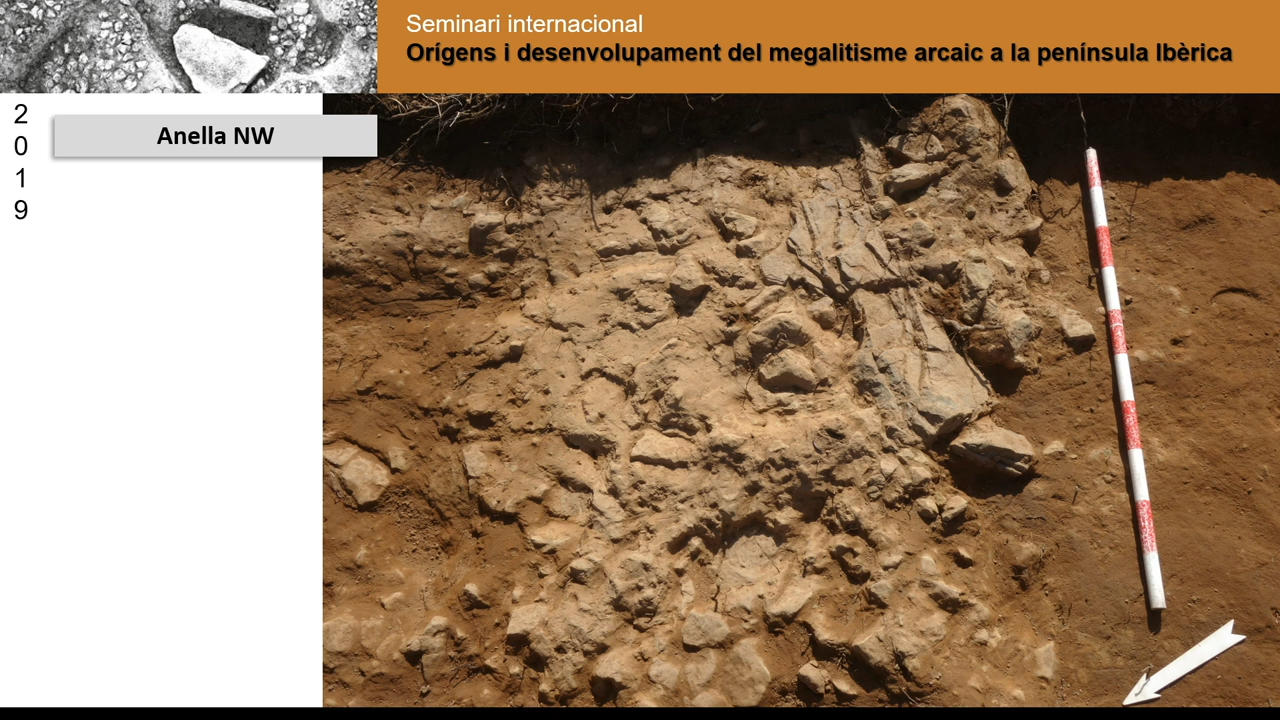 Seminari internacional
Orígens i desenvolupament del megalitisme arcaic a la península Ibèrica
2
0
1
9
Anella NW